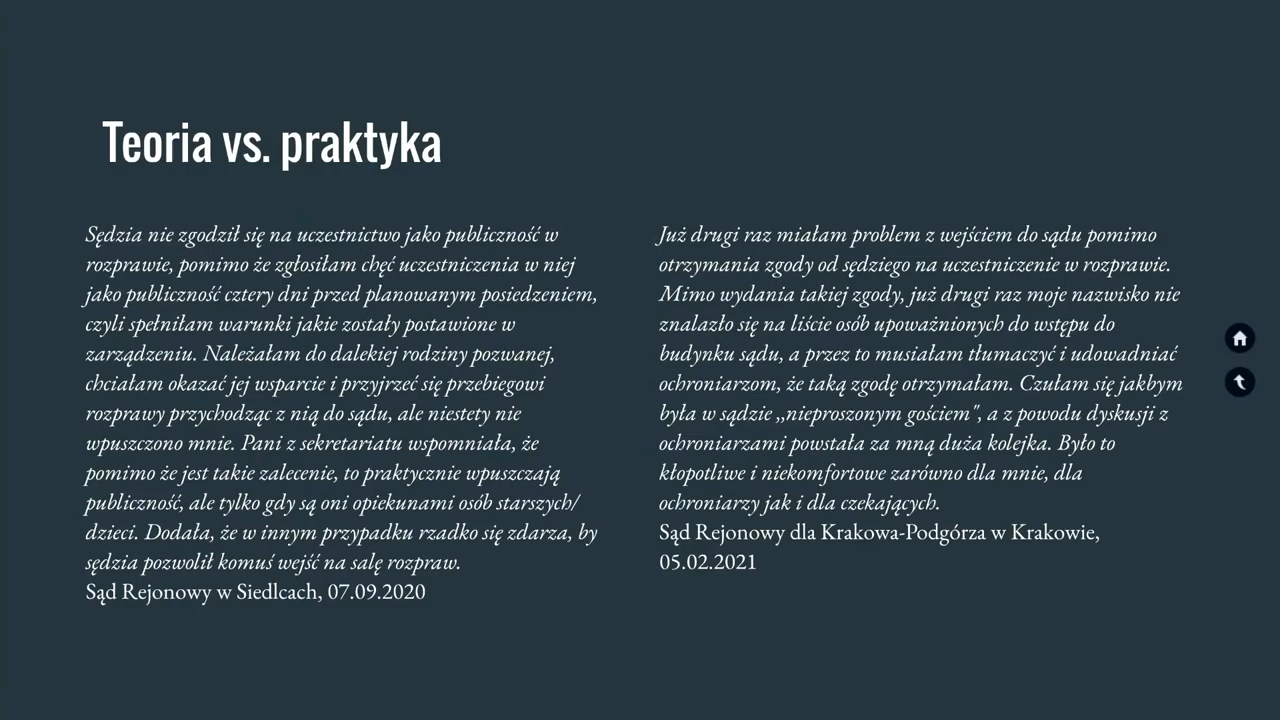 Teoria vs. praktyka
Sędzia nie zgodził się na uczestnictwo jako publiczność w
rozprawie, pomimo że zgłosiłam chęć uczestniczenia w niej
jako publiczność cztery dni przed planowanym posiedzeniem,
czyli spełniłam warunki jakie zostały postawione w
zarządzeniu. Należałam do dalekiej rodziny pozwanej,
chciałam okazać jej wsparcie i przyjrzeć się przebiegowi
rozprawy przychodząc z nią do sądu, ale niestety nie
wpuszczono mnie. Pani z sekretariatu wspomniała, że
pomimo że jest takie zalecenie, to praktycznie wpuszczają
publiczność, ale tylko gdy są oni opiekunami osób starszych/
dzieci. Dodała, że w innym przypadku rzadko się zdarza, by
sędzia pozwolił komuś wejść na salę rozpraw.
Sąd Rejonowy w Siedlcach, 07.09.2020
Już drugi raz miałam problem z wejściem do sądu pomimo
otrzymania zgody od sędziego na uczestniczenie w rozprawie.
Mimo wydania takiej zgody, już drugi raz moje nazwisko nie
znalazło się na liście osób upoważnionych do wstępu do
budynku sądu, a przez to musiałam tłumaczyć i udowadniać
ochroniarzom, że taką zgodę otrzymałam. Czułam się jakbym
była w sądzie ,,nieproszonym gościem", a z powodu dyskusji z
ochroniarzami powstała za mną duża kolejka. Było to
kłopotliwe i niekomfortowe zarówno dla mnie, dla
ochroniarzy jak i dla czekających.
Sąd Rejonowy dla Krakowa-Podgórza w Krakowie,
05.02.2021